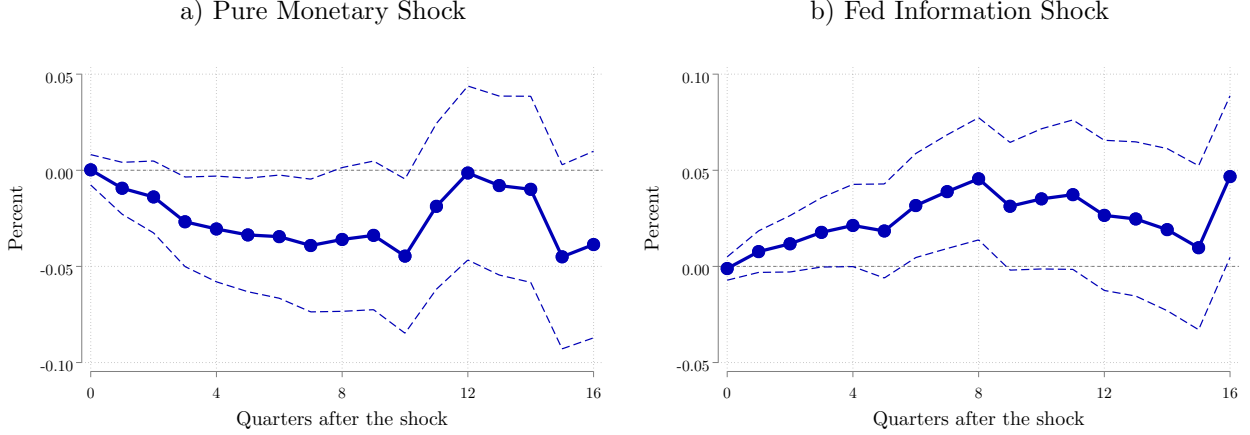 a) Pure Monetary Shock
Percent
0.05
0.00
-0.05
-0.10
0 4 8 12 16
Quarters after the shock
b) Fed Information Shock
Percent
0.10
0.05
0.00
-0.05
0 4 8 12 16
Quarters after the shock